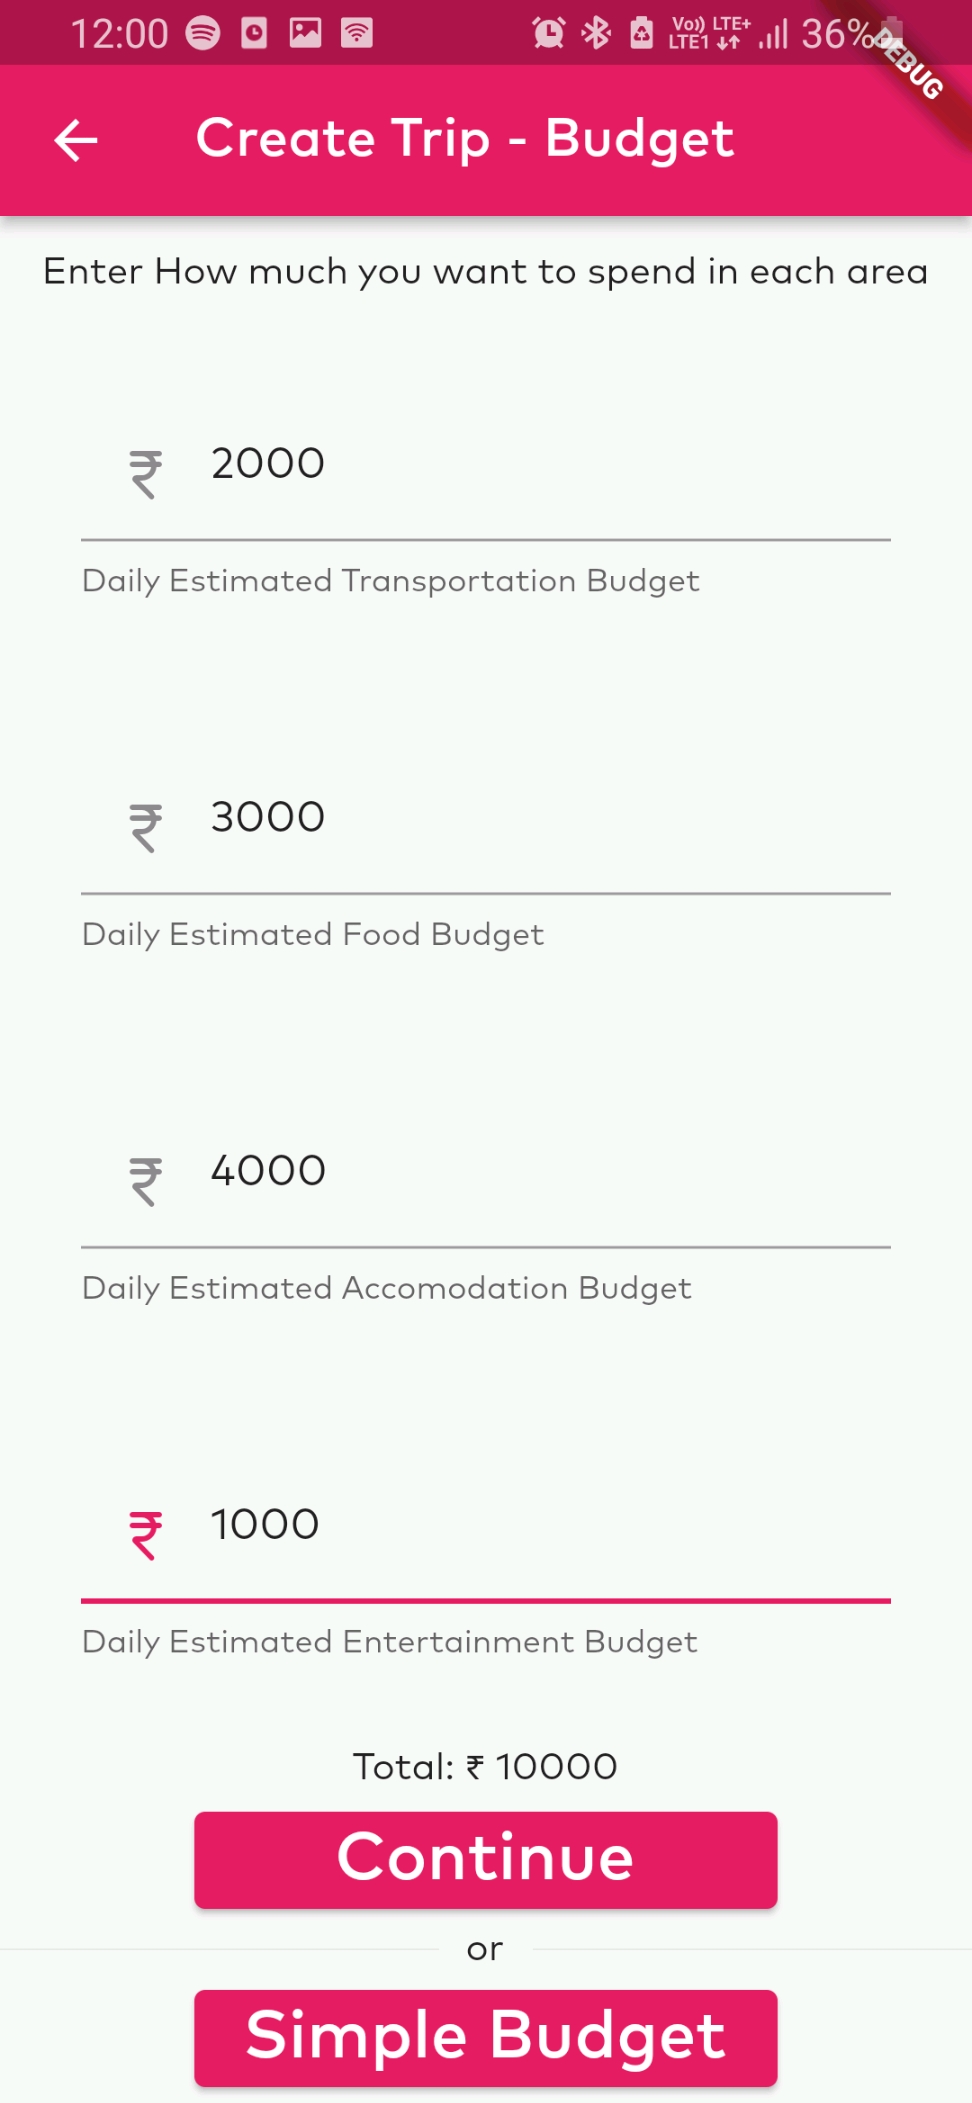 12:00
Vo)) LTE+
LTE1
36%
DEBUG
Create Trip - Budget
Enter How much you want to spend in each area
₹ 2000
Daily Estimated Transportation Budget
₹ 3000
Daily Estimated Food Budget
₹ 4000
Daily Estimated Accomodation Budget
₹ 1000
Daily Estimated Entertainment Budget
Total: ₹ 10000
Continue
or
Simple Budget